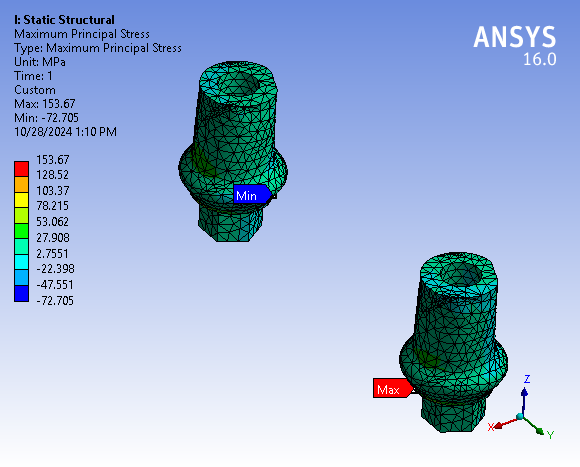 I: Static Structural
Maximum Principal Stress
Type: Maximum Principal Stress
Unit: MPa
Time: 1
Custom
Max: 153.67
Min: -72.705
10/28/2024 1:10 PM
ANSYS
16.0
153.67
128.52
103.37
78.215
53.062
27.908
2.7551
-22.398
-47.551
-72.705
Min
Max
Z
X
Y